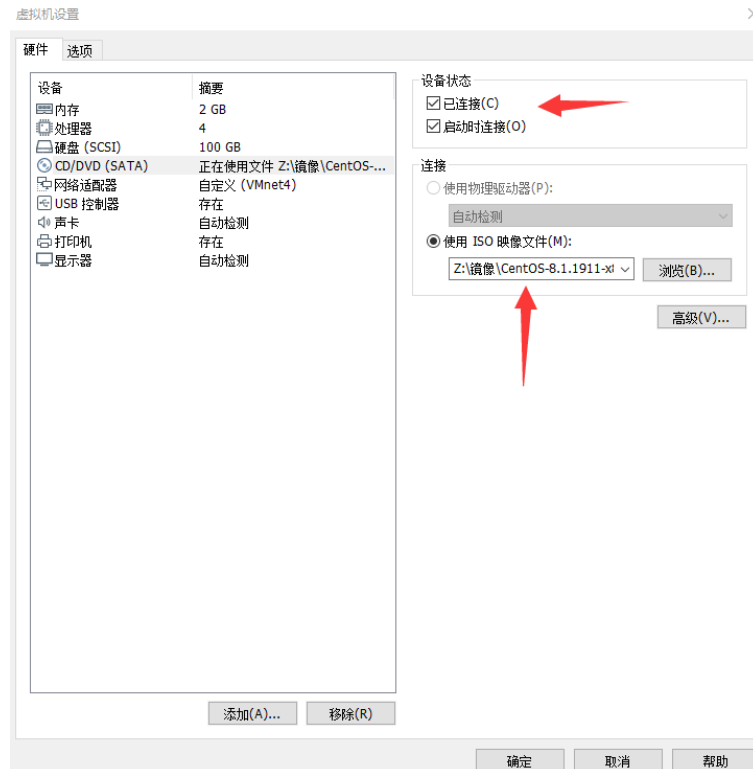 虚拟机设置
硬件 选项
设备 摘要
内存 2 GB
处理器 4
硬盘 (SCSI) 100 GB
CD/DVD (SATA) 正在使用文件 Z:\镜像\CentOS-...
网络适配器 自定义 (VMnet4)
USB 控制器 存在
声卡 自动检测
打印机 存在
显示器 自动检测
添加(A)... 移除(R)
设备状态
已连接(C)
启动时连接(O)
连接
使用物理驱动器(P):
自动检测
使用 ISO 映像文件(M):
Z:\镜像\CentOS-8.1.1911-x 浏览(B)...
高级(V)...
确定 取消 帮助